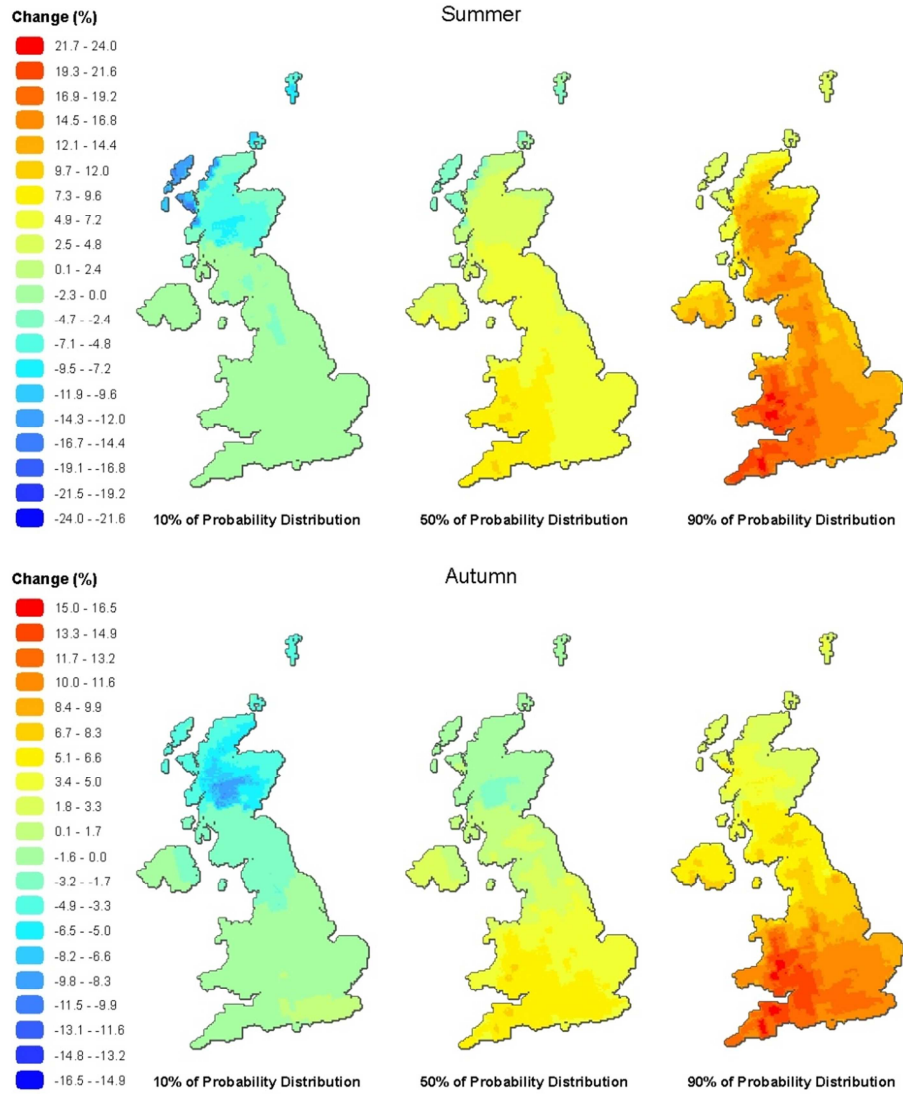 Summer
Change (%)
21.7 - 24.0
19.3 - 21.6
16.9 - 19.2
14.5 - 16.8
12.1 - 14.4
9.7 - 12.0
7.3 - 9.6
4.9 - 7.2
2.5 - 4.8
0.1 - 2.4
-2.3 - 0.0
-4.7 - -2.4
-7.1 - -4.8
-9.5 - -7.2
-11.9 - -9.6
-14.3 - -12.0
-16.7 - -14.4
-19.1 - -16.8
-21.5 - -19.2
-24.0 - -21.6
10% of Probability Distribution
50% of Probability Distribution
90% of Probability Distribution
Autumn
Change (%)
15.0 - 16.5
13.3 - 14.9
11.7 - 13.2
10.0 - 11.6
8.4 - 9.9
6.7 - 8.3
5.1 - 6.6
3.4 - 5.0
1.8 - 3.3
0.1 - 1.7
-1.6 - 0.0
-3.2 - -1.7
-4.9 - -3.3
-6.5 - -5.0
-8.2 - -6.6
-9.8 - -8.3
-11.5 - -9.9
-13.1 - -11.6
-14.8 - -13.2
-16.5 - -14.9
10% of Probability Distribution
50% of Probability Distribution
90% of Probability Distribution